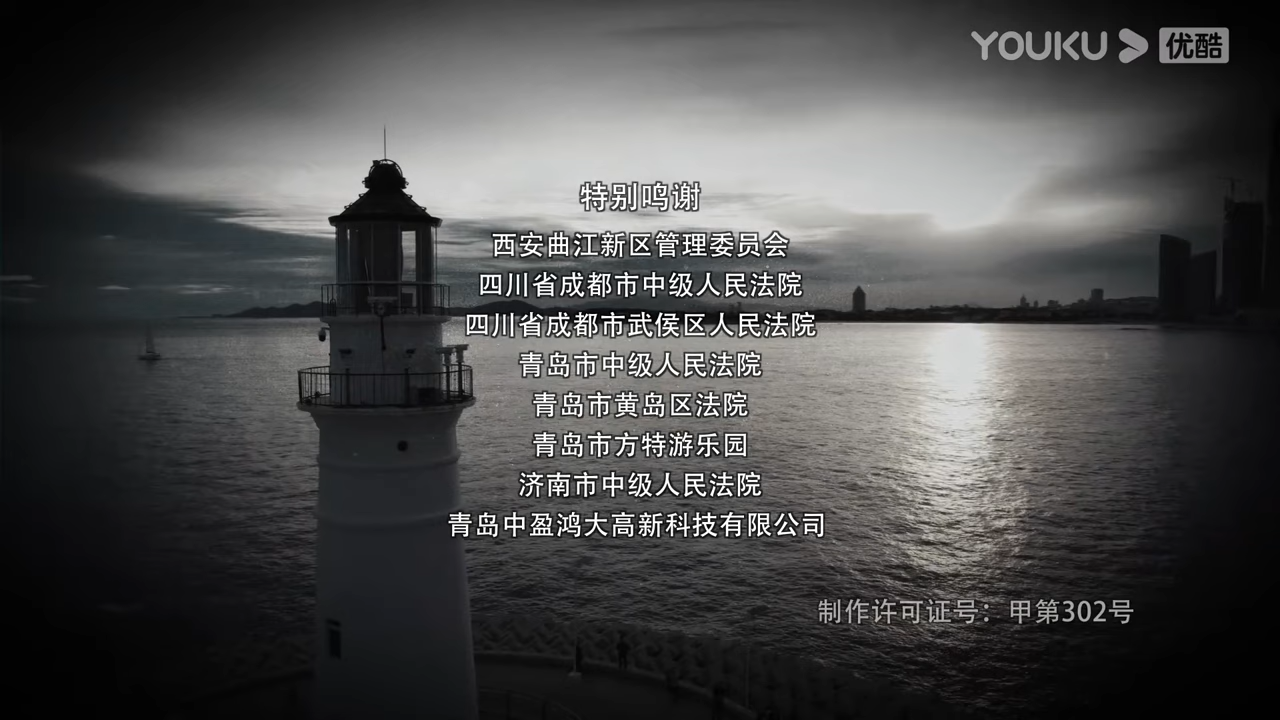 YOUKU 优酷
特别鸣谢
西安曲江新区管理委员会
四川省成都市中级人民法院
四川省成都市武侯区人民法院
青岛市中级人民法院
青岛市黄岛区法院
青岛市方特游乐园
济南市中级人民法院
青岛中盈鸿大高新科技有限公司
制作许可证号：甲第302号